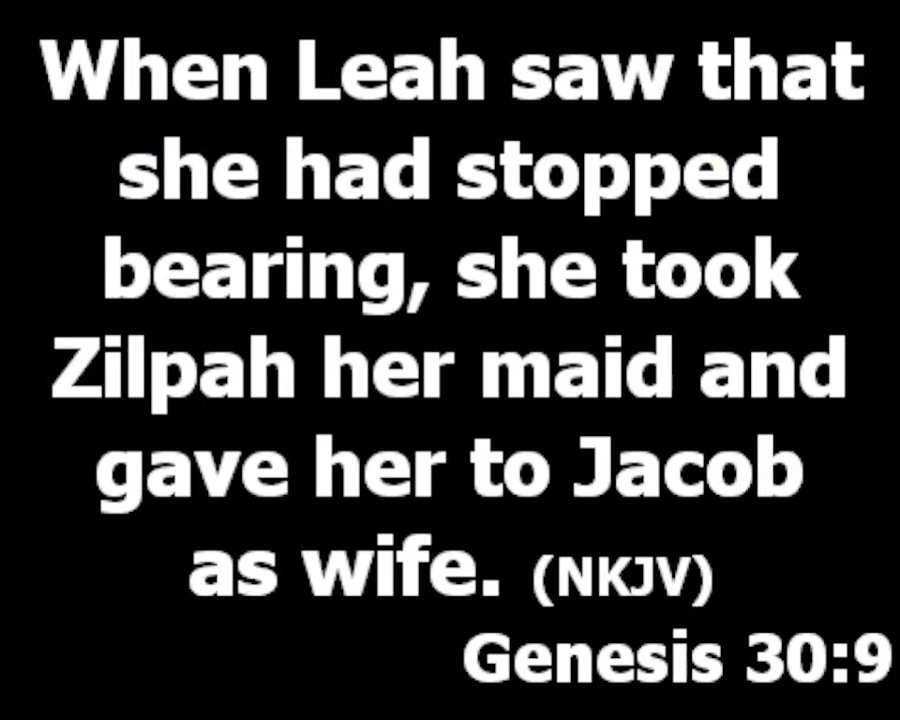 When Leah saw that
she had stopped
bearing, she took
Zilpah her maid and
gave her to Jacob
as wife. (NKJV)
Genesis 30:9